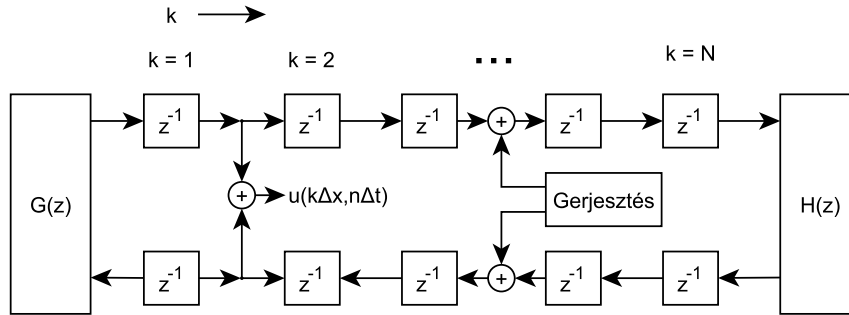 k
k = 1
k = 2
...
k = N
G(z)
z⁻¹
z⁻¹
z⁻¹
+
z⁻¹
z⁻¹
H(z)
+
u(kΔx,nΔt)
Gerjesztés
z⁻¹
z⁻¹
z⁻¹
+
z⁻¹
z⁻¹